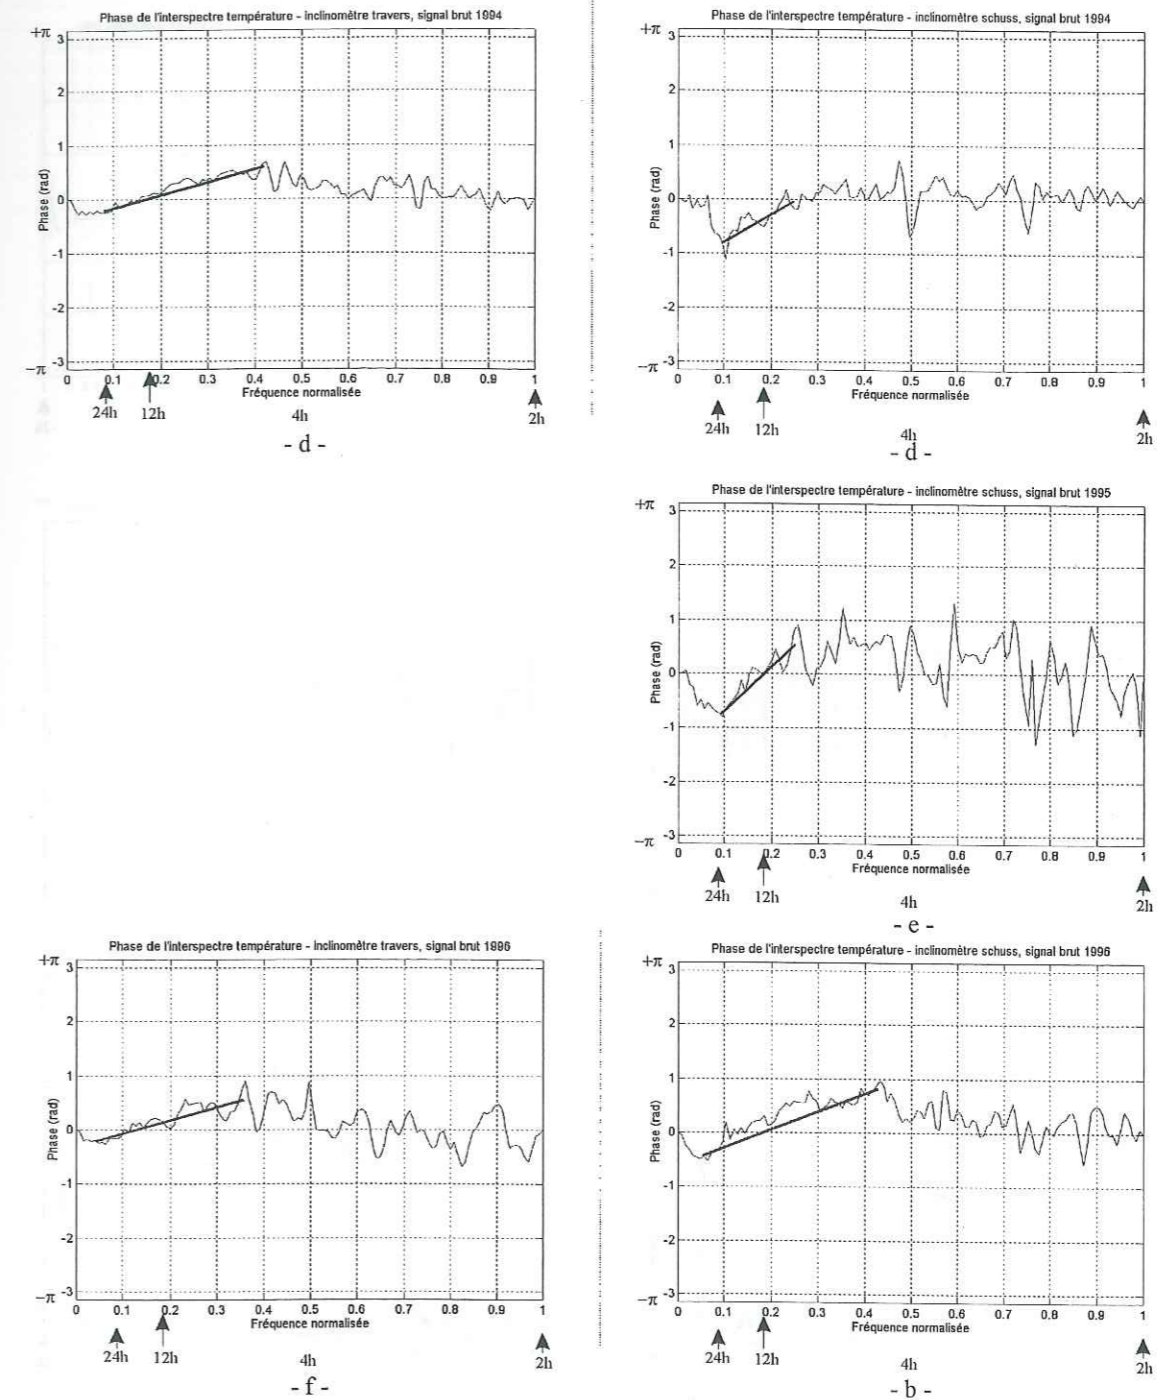 Phase de l'interspectre température - inclinomètre travers, signal brut 1994
+π
3
2
1
0
-1
-2
-3
−π
Phase (rad)
0 0.1 0.2 0.3 0.4 0.5 0.6 0.7 0.8 0.9 1
Fréquence normalisée
24h 12h 4h 2h
- d -
Phase de l'interspectre température - inclinomètre schuss, signal brut 1994
+π
3
2
1
0
-1
-2
-3
−π
Phase (rad)
0 0.1 0.2 0.3 0.4 0.5 0.6 0.7 0.8 0.9 1
Fréquence normalisée
24h 12h 4h 2h
- d -
Phase de l'interspectre température - inclinomètre schuss, signal brut 1995
+π
3
2
1
0
-1
-2
-3
−π
Phase (rad)
0 0.1 0.2 0.3 0.4 0.5 0.6 0.7 0.8 0.9 1
Fréquence normalisée
24h 12h 4h 2h
- e -
Phase de l'interspectre température - inclinomètre travers, signal brut 1996
+π
3
2
1
0
-1
-2
-3
−π
Phase (rad)
0 0.1 0.2 0.3 0.4 0.5 0.6 0.7 0.8 0.9 1
Fréquence normalisée
24h 12h 4h 2h
- f -
Phase de l'interspectre température - inclinomètre schuss, signal brut 1996
+π
3
2
1
0
-1
-2
-3
−π
Phase (rad)
0 0.1 0.2 0.3 0.4 0.5 0.6 0.7 0.8 0.9 1
Fréquence normalisée
24h 12h 4h 2h
- b -